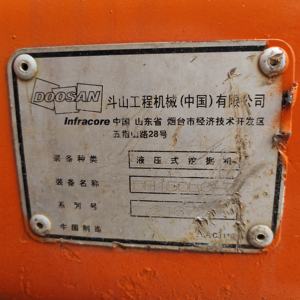 DOOSAN 斗山工程机械(中国)有限公司
Infracore 中国 山东省 烟台市经济技术开发区
五指山路28号
装备种类 液压式挖掘机
装备名称
系列号
中国制造